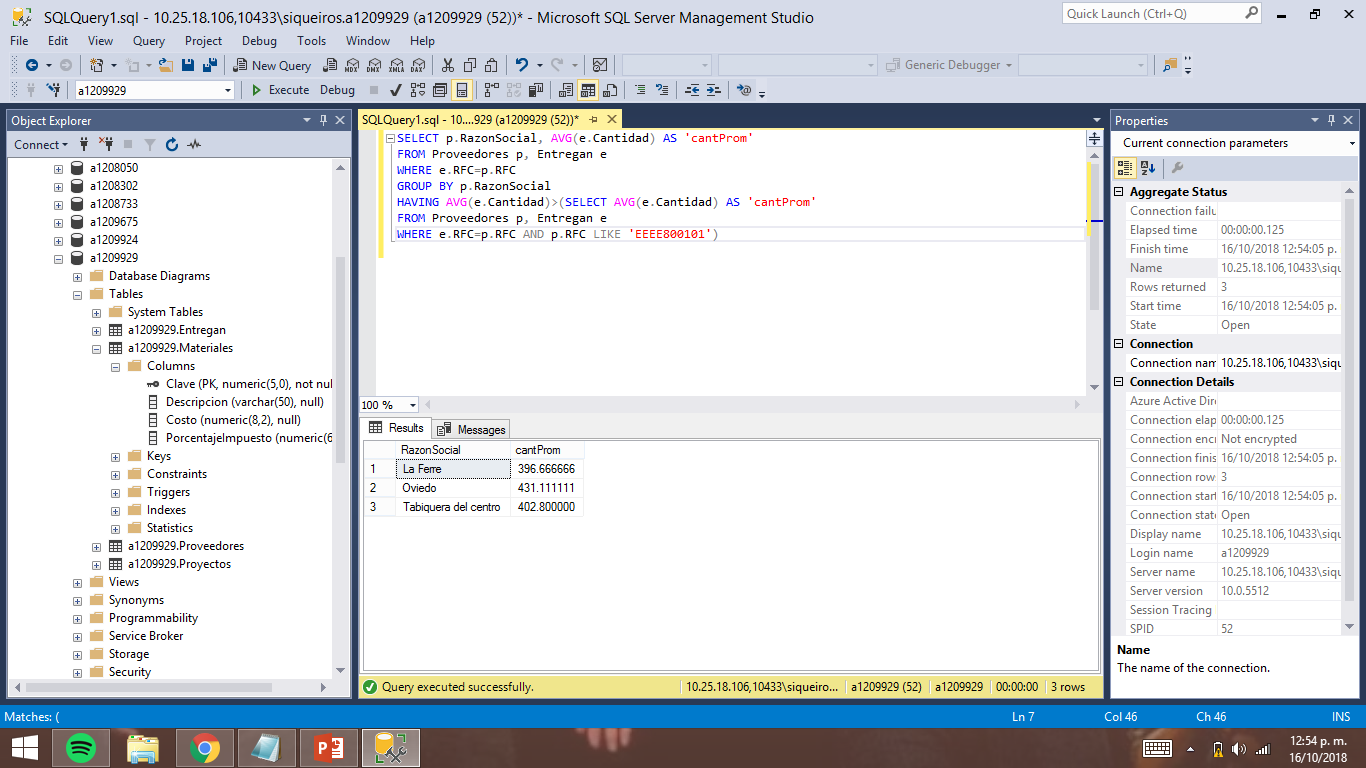 SQLQuery1.sql - 10.25.18.106,10433\siqueiros.a1209929 (a1209929 (52))* - Microsoft SQL Server Management Studio
Quick Launch (Ctrl+Q)
File Edit View Query Project Debug Tools Window Help
New Query
MDX DMX XMLA DAX
Generic Debugger
a1209929
Execute Debug
Object Explorer
Connect
a1208050
a1208302
a1208733
a1209675
a1209924
a1209929
Database Diagrams
Tables
System Tables
a1209929.Entregan
a1209929.Materiales
Columns
Clave (PK, numeric(5,0), not nul
Descripcion (varchar(50), null)
Costo (numeric(8,2), null)
PorcentajeImpuesto (numeric(6
Keys
Constraints
Triggers
Indexes
Statistics
a1209929.Proveedores
a1209929.Proyectos
Views
Synonyms
Programmability
Service Broker
Storage
Security
SQLQuery1.sql - 10....929 (a1209929 (52))*
SELECT p.RazonSocial, AVG(e.Cantidad) AS 'cantProm'
FROM Proveedores p, Entregan e
WHERE e.RFC=p.RFC
GROUP BY p.RazonSocial
HAVING AVG(e.Cantidad)>(SELECT AVG(e.Cantidad) AS 'cantProm'
FROM Proveedores p, Entregan e
WHERE e.RFC=p.RFC AND p.RFC LIKE 'EEEE800101')
100 %
Results Messages
RazonSocial cantProm
1 La Ferre 396.666666
2 Oviedo 431.111111
3 Tabiquera del centro 402.800000
Query executed successfully. 10.25.18.106,10433\siqueiro... a1209929 (52) a1209929 00:00:00 3 rows
Properties
Current connection parameters
Aggregate Status
Connection failu
Elapsed time 00:00:00.125
Finish time 16/10/2018 12:54:05 p.
Name 10.25.18.106,10433\siqu
Rows returned 3
Start time 16/10/2018 12:54:05 p.
State Open
Connection
Connection nam 10.25.18.106,10433\siqu
Connection Details
Azure Active Dire
Connection elap 00:00:00.125
Connection encr Not encrypted
Connection finis 16/10/2018 12:54:05 p.
Connection row 3
Connection start 16/10/2018 12:54:05 p.
Connection state Open
Display name 10.25.18.106,10433\siqu
Login name a1209929
Server name 10.25.18.106,10433\siqu
Server version 10.0.5512
Session Tracing
SPID 52
Name
The name of the connection.
Matches: ( Ln 7 Col 46 Ch 46 INS
12:54 p. m.
16/10/2018